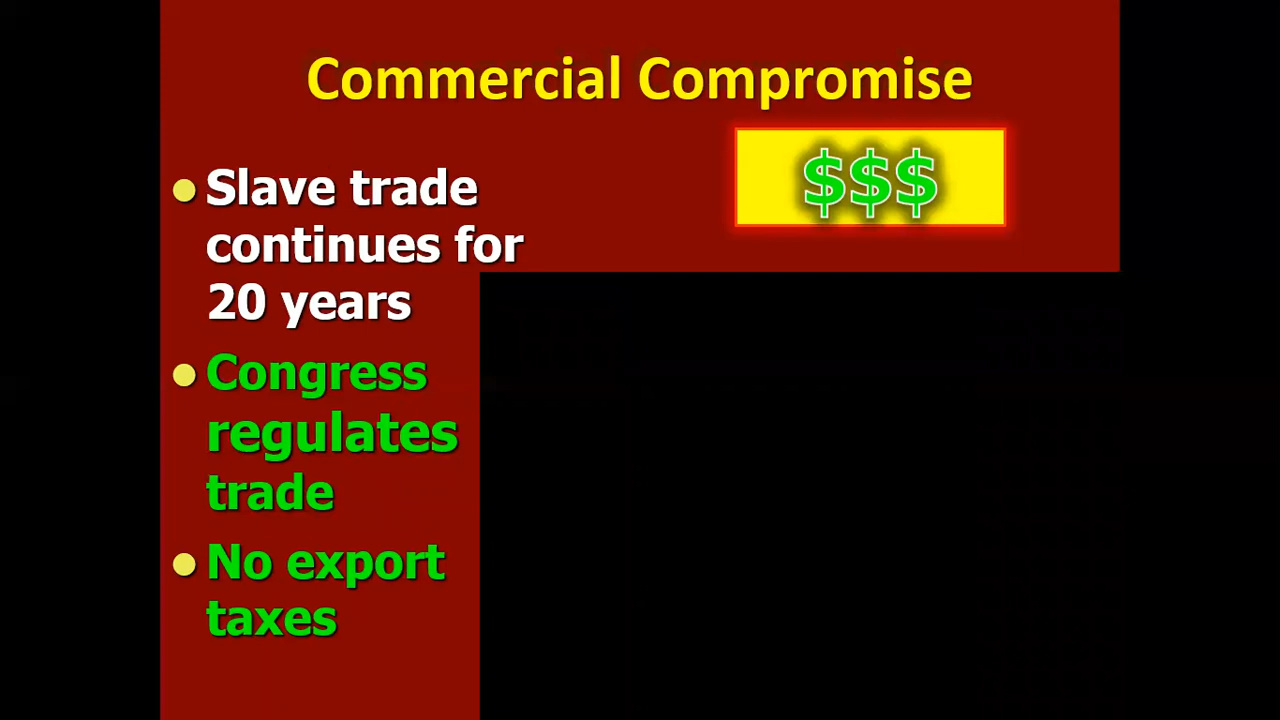 Commercial Compromise
$$$
Slave trade
continues for
20 years
Congress
regulates
trade
No export
taxes